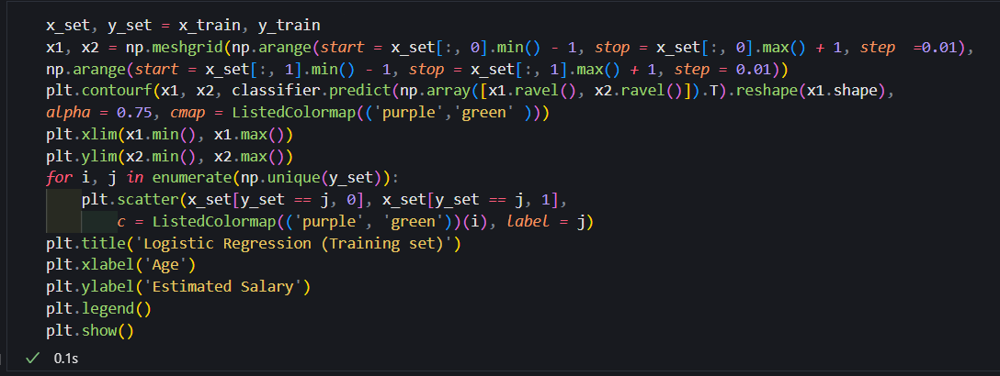 x_set, y_set = x_train, y_train
x1, x2 = np.meshgrid(np.arange(start = x_set[:, 0].min() - 1, stop = x_set[:, 0].max() + 1, step  =0.01),
np.arange(start = x_set[:, 1].min() - 1, stop = x_set[:, 1].max() + 1, step = 0.01))
plt.contourf(x1, x2, classifier.predict(np.array([x1.ravel(), x2.ravel()]).T).reshape(x1.shape),
alpha = 0.75, cmap = ListedColormap(('purple','green' )))
plt.xlim(x1.min(), x1.max())
plt.ylim(x2.min(), x2.max())
for i, j in enumerate(np.unique(y_set)):
    plt.scatter(x_set[y_set == j, 0], x_set[y_set == j, 1],
        c = ListedColormap(('purple', 'green'))(i), label = j)
plt.title('Logistic Regression (Training set)')
plt.xlabel('Age')
plt.ylabel('Estimated Salary')
plt.legend()
plt.show()
0.1s